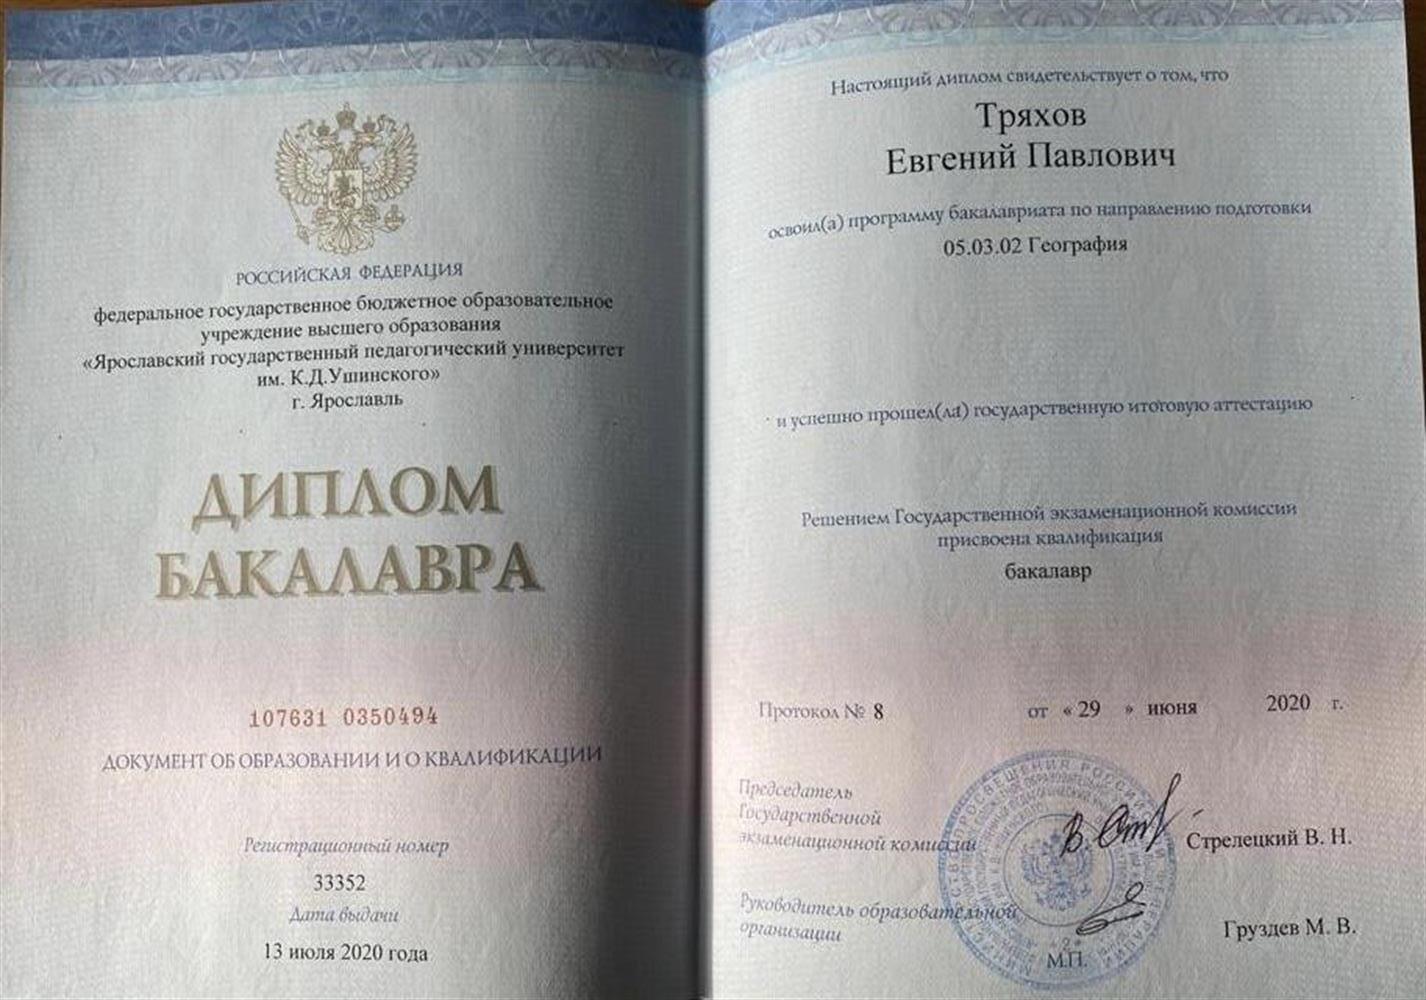 РОССИЙСКАЯ ФЕДЕРАЦИЯ
федеральное государственное бюджетное образовательное
учреждение высшего образования
«Ярославский государственный педагогический университет
им. К.Д.Ушинского»
г. Ярославль
ДИПЛОМ
БАКАЛАВРА
107631 0350494
ДОКУМЕНТ ОБ ОБРАЗОВАНИИ И О КВАЛИФИКАЦИИ
Регистрационный номер
33352
Дата выдачи
13 июля 2020 года
Настоящий диплом свидетельствует о том, что
Тряхов
Евгений Павлович
освоил(а) программу бакалавриата по направлению подготовки
05.03.02 География
и успешно прошел(ла) государственную итоговую аттестацию
Решением Государственной экзаменационной комиссии
присвоена квалификация
бакалавр
Протокол № 8 от « 29 » июня 2020 г.
Председатель
Государственной
экзаменационной комиссии
Стрелецкий В. Н.
Руководитель образовательной
организации
Груздев М. В.
М.П.